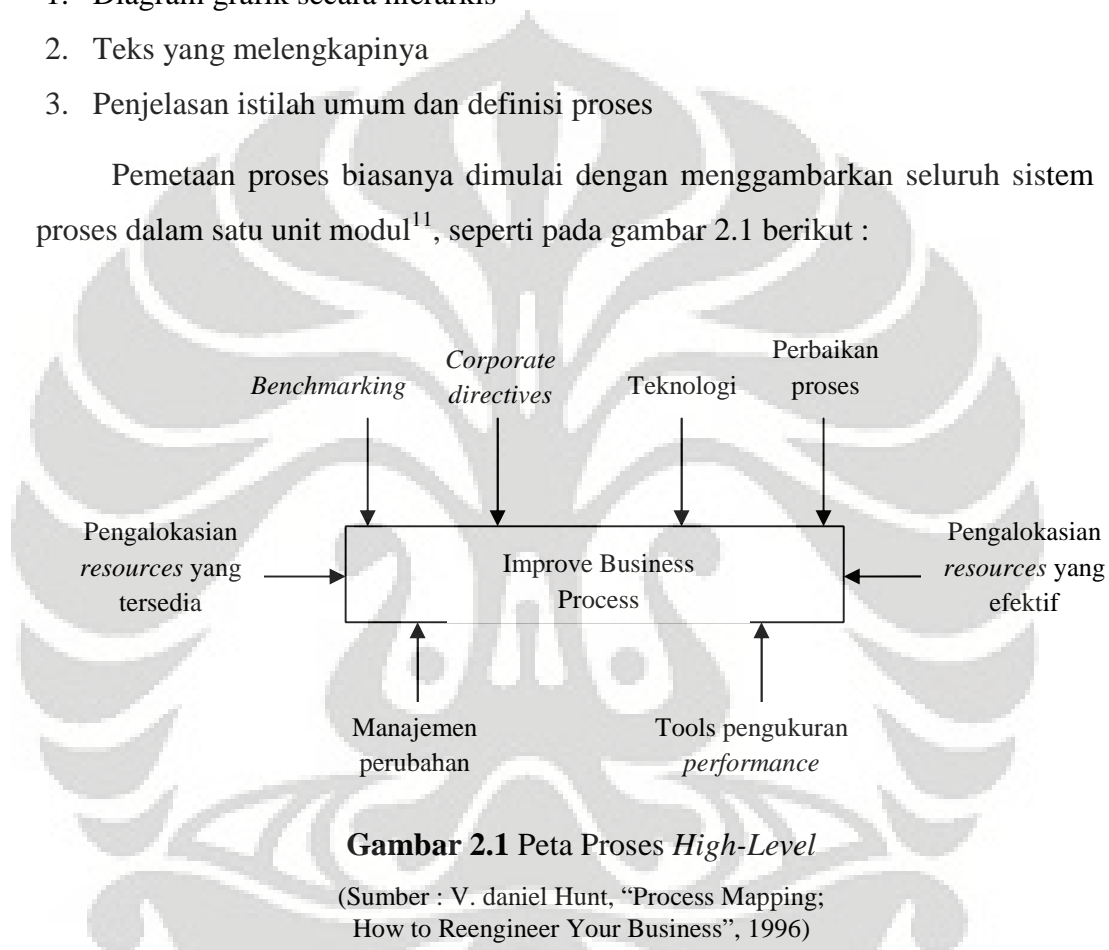 1. Diagram grafik secara hierarkis
2. Teks yang melengkapinya
3. Penjelasan istilah umum dan definisi proses
Pemetaan proses biasanya dimulai dengan menggambarkan seluruh sistem
proses dalam satu unit modul11, seperti pada gambar 2.1 berikut :
Benchmarking
Corporate
directives
Teknologi
Perbaikan
proses
Pengalokasian
resources yang
tersedia
Improve Business
Process
Pengalokasian
resources yang
efektif
Manajemen
perubahan
Tools pengukuran
performance
Gambar 2.1 Peta Proses High-Level
(Sumber : V. daniel Hunt, “Process Mapping;
How to Reengineer Your Business”, 1996)